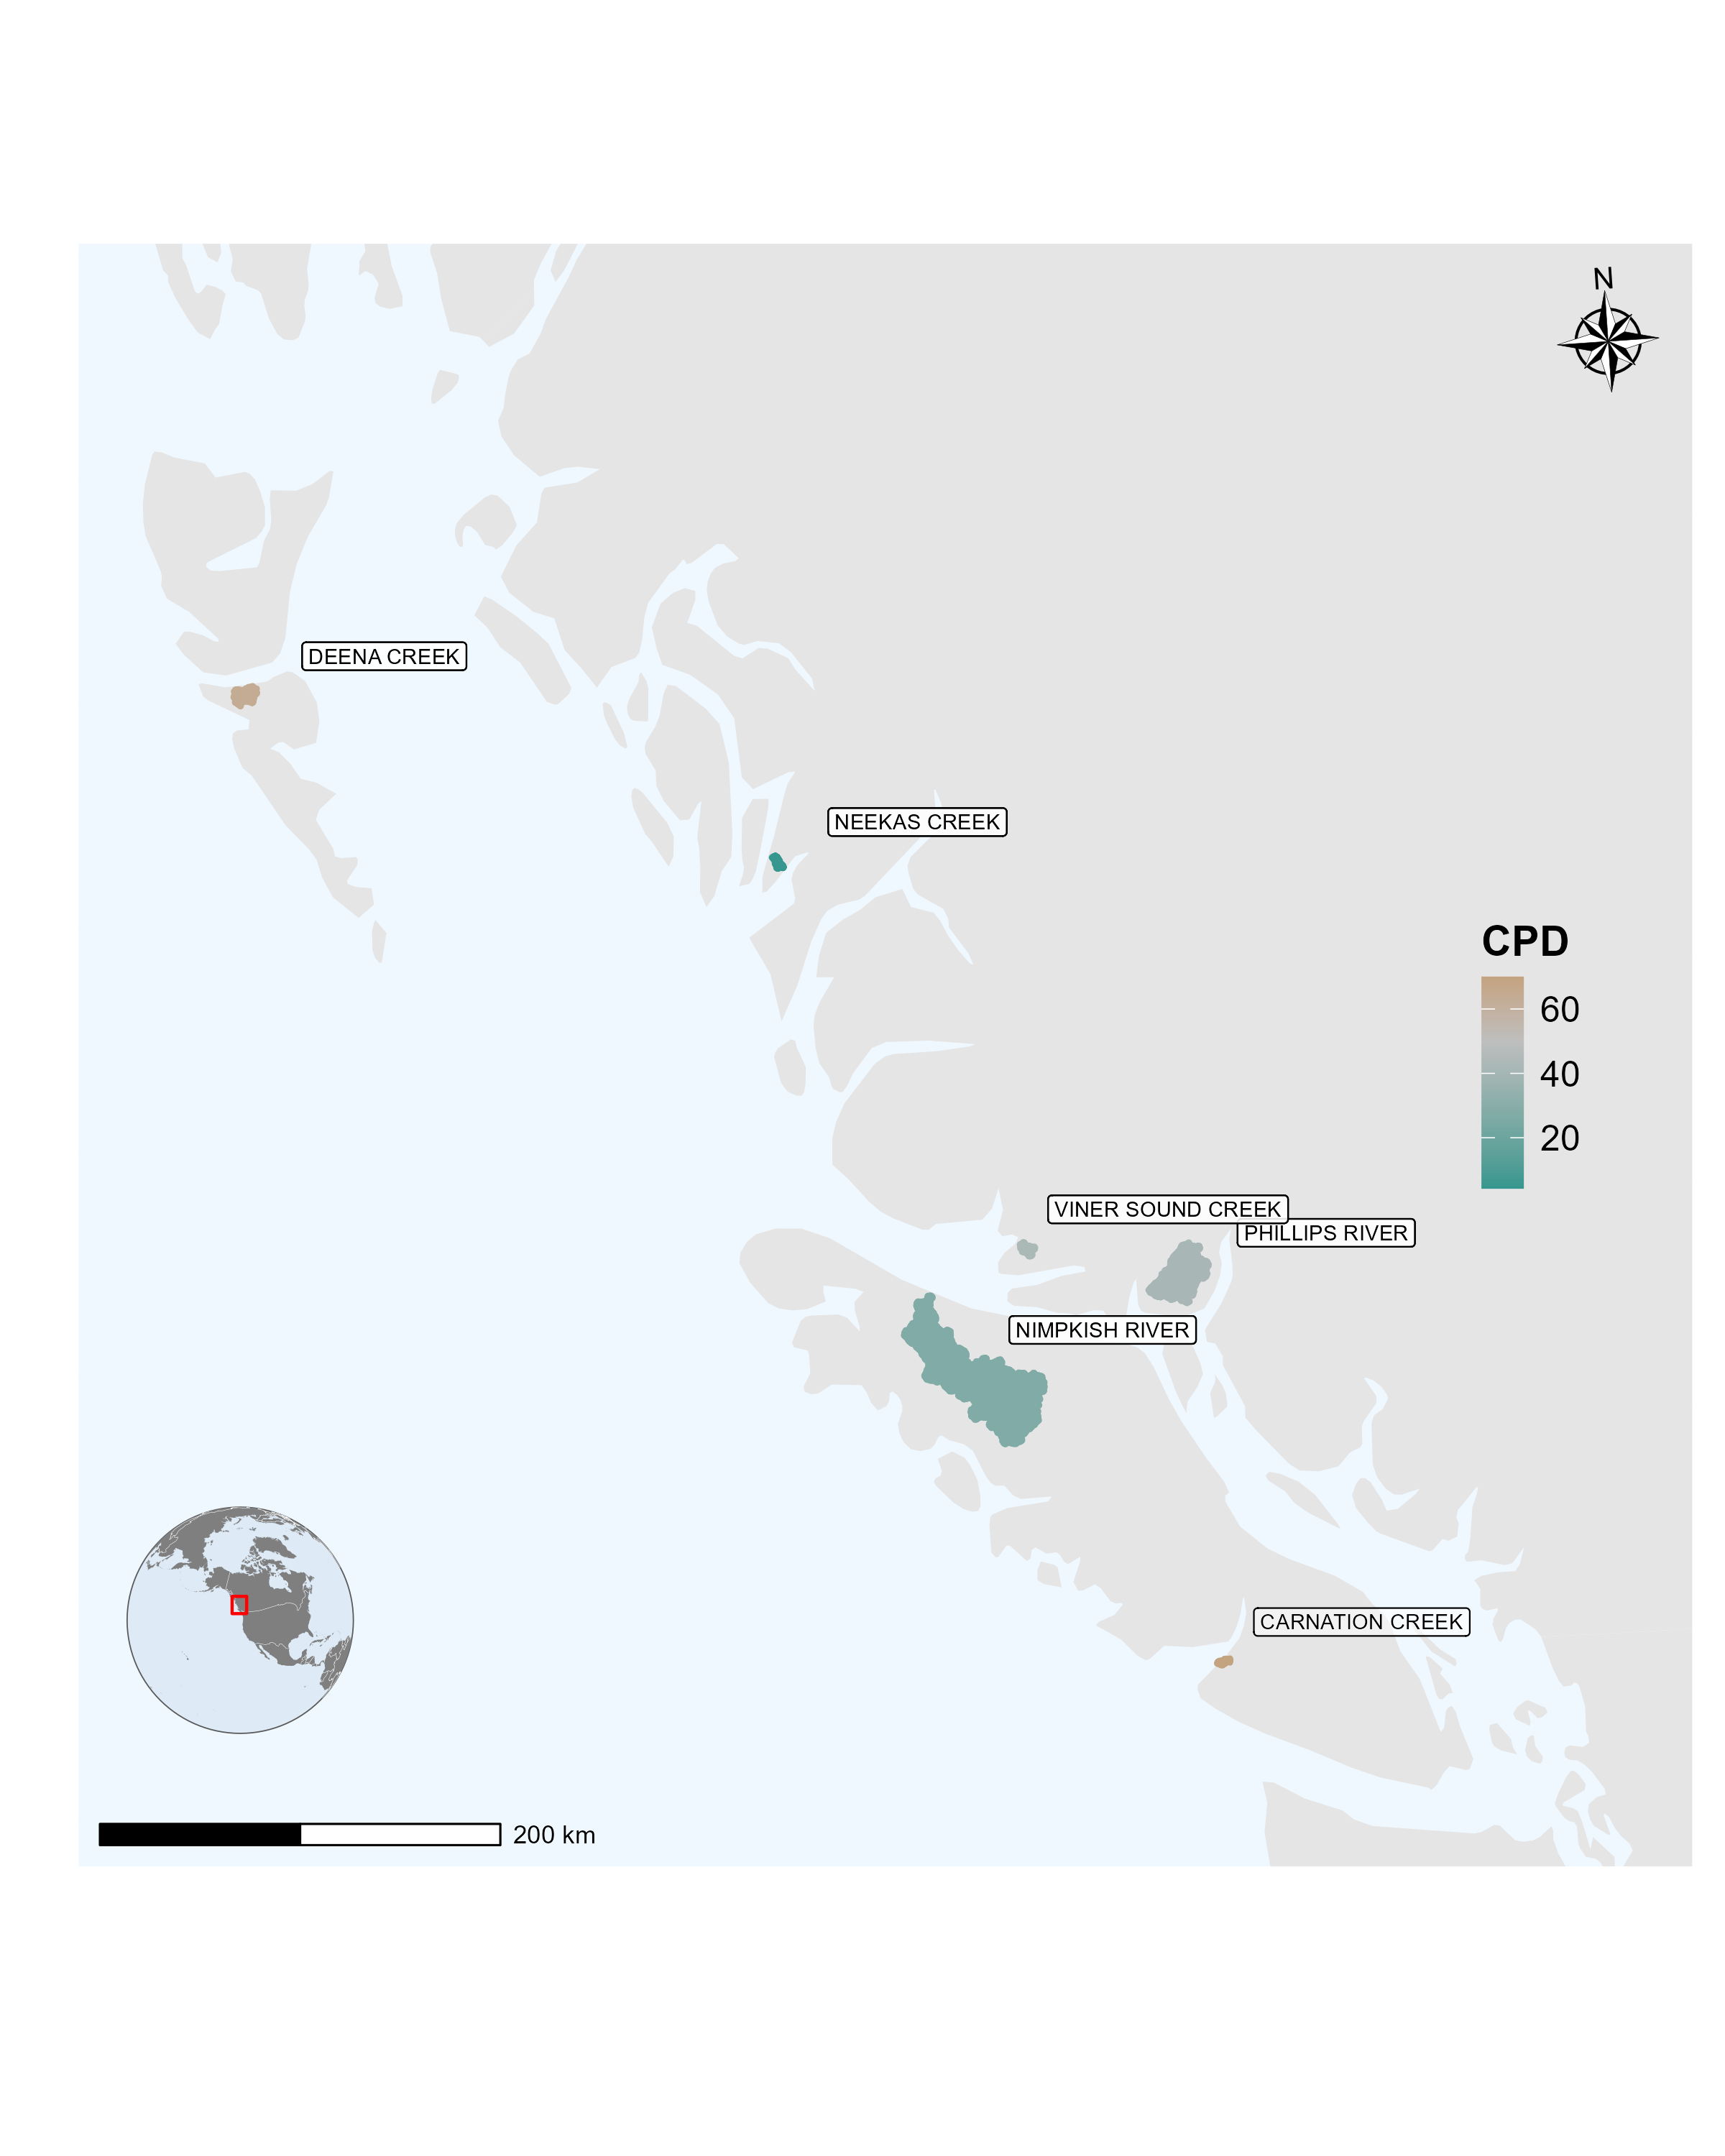 N
DEENA CREEK
NEEKAS CREEK
CPD
60
40
20
VINER SOUND CREEK
PHILLIPS RIVER
NIMPKISH RIVER
CARNATION CREEK
200 km